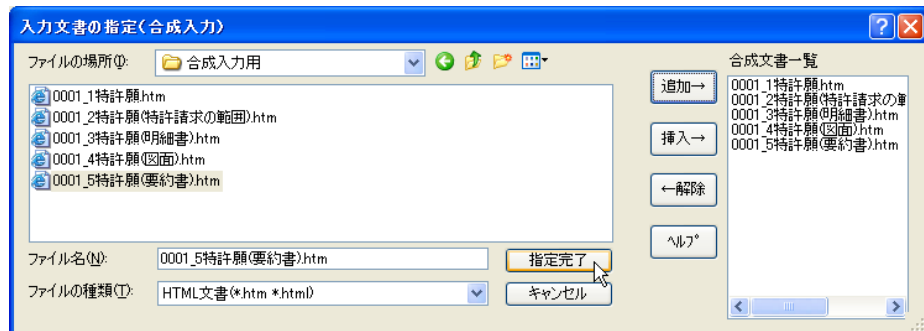 入力文書の指定(合成入力)
ファイルの場所(I):
合成入力用
0001_1特許願.htm
0001_2特許願(特許請求の範囲).htm
0001_3特許願(明細書).htm
0001_4特許願(図面).htm
0001_5特許願(要約書).htm
ファイル名(N):
0001_5特許願(要約書).htm
指定完了
ファイルの種類(T):
HTML文書(*.htm *.html)
キャンセル
追加→
挿入→
←解除
ヘルプ
合成文書一覧
0001_1特許願.htm
0001_2特許願(特許請求の範
0001_3特許願(明細書).htm
0001_4特許願(図面).htm
0001_5特許願(要約書).htm